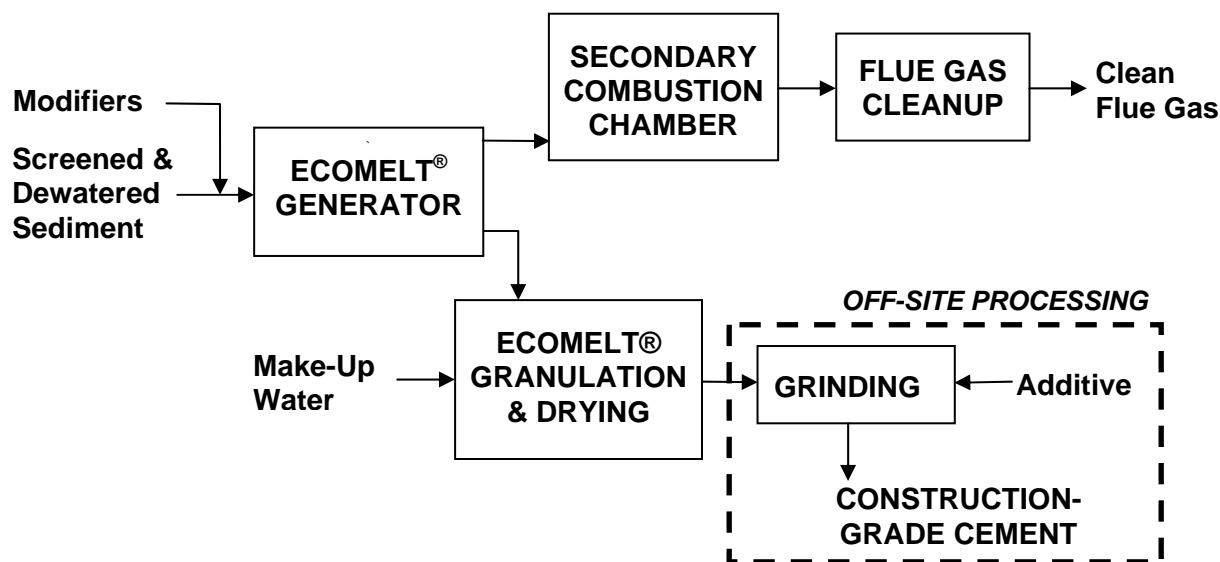 Modifiers
Screened &
Dewatered
Sediment
ECOMELT®
GENERATOR
SECONDARY
COMBUSTION
CHAMBER
FLUE GAS
CLEANUP
Clean
Flue Gas
Make-Up
Water
ECOMELT®
GRANULATION
& DRYING
OFF-SITE PROCESSING
GRINDING
Additive
CONSTRUCTION-
GRADE CEMENT